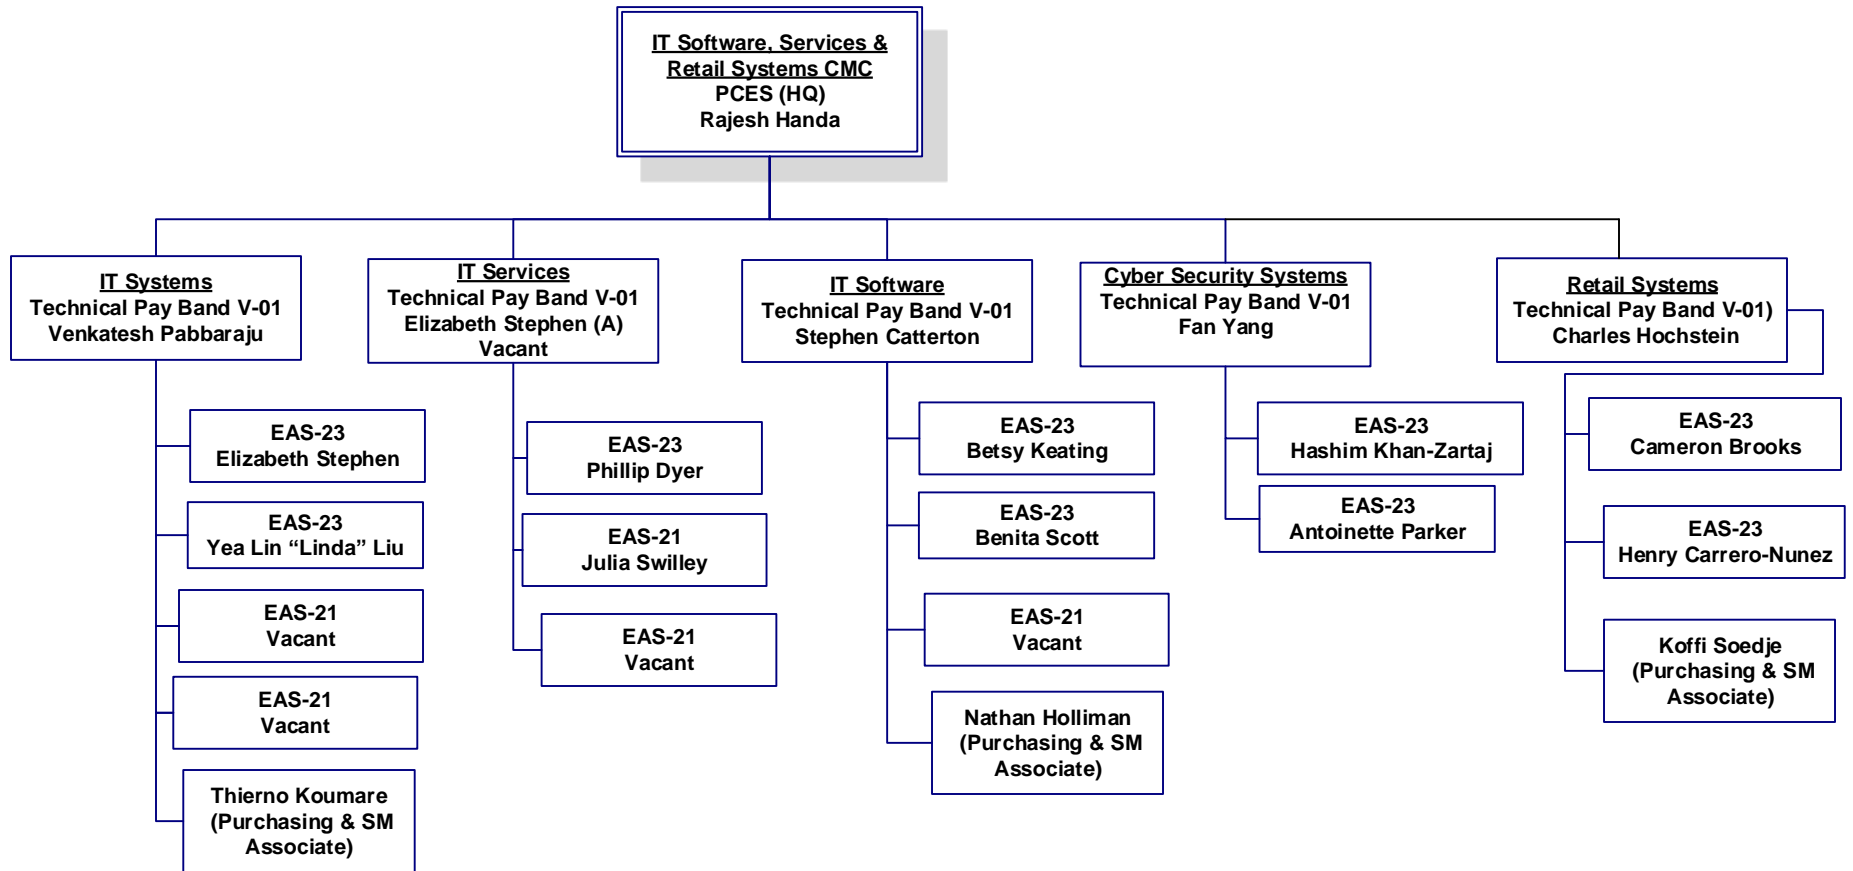 IT Software, Services &
Retail Systems CMC
PCES (HQ)
Rajesh Handa
IT Systems
Technical Pay Band V-01
Venkatesh Pabbaraju
IT Services
Technical Pay Band V-01
Elizabeth Stephen (A)
Vacant
IT Software
Technical Pay Band V-01
Stephen Catterton
Cyber Security Systems
Technical Pay Band V-01
Fan Yang
Retail Systems
Technical Pay Band V-01)
Charles Hochstein
EAS-23
Elizabeth Stephen
EAS-23
Yea Lin “Linda” Liu
EAS-21
Vacant
EAS-21
Vacant
Thierno Koumare
(Purchasing & SM
Associate)
EAS-23
Phillip Dyer
EAS-21
Julia Swilley
EAS-21
Vacant
EAS-23
Betsy Keating
EAS-23
Benita Scott
EAS-21
Vacant
Nathan Holliman
(Purchasing & SM
Associate)
EAS-23
Hashim Khan-Zartaj
EAS-23
Antoinette Parker
EAS-23
Cameron Brooks
EAS-23
Henry Carrero-Nunez
Koffi Soedje
(Purchasing & SM
Associate)